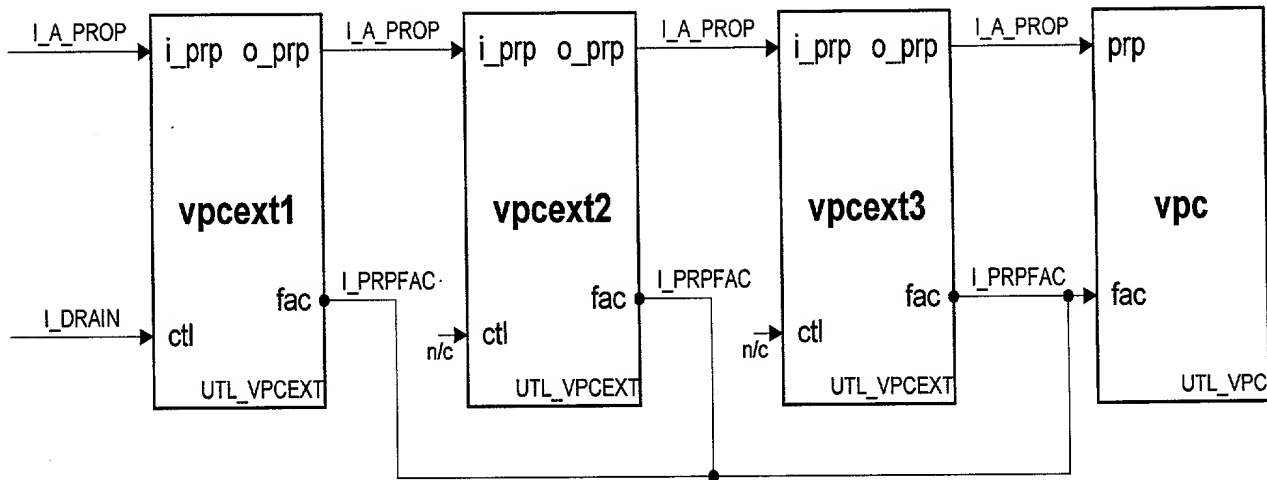 I_A_PROP I_A_PROP I_A_PROP I_A_PROP
i_prp o_prp i_prp o_prp i_prp o_prp prp
vpcext1 vpcext2 vpcext3 vpc
I_PRPFAC I_PRPFAC I_PRPFAC
fac fac fac fac
I_DRAIN ctl n/c ctl n/c ctl
UTL_VPCEXT UTL_VPCEXT UTL_VPCEXT UTL_VPC